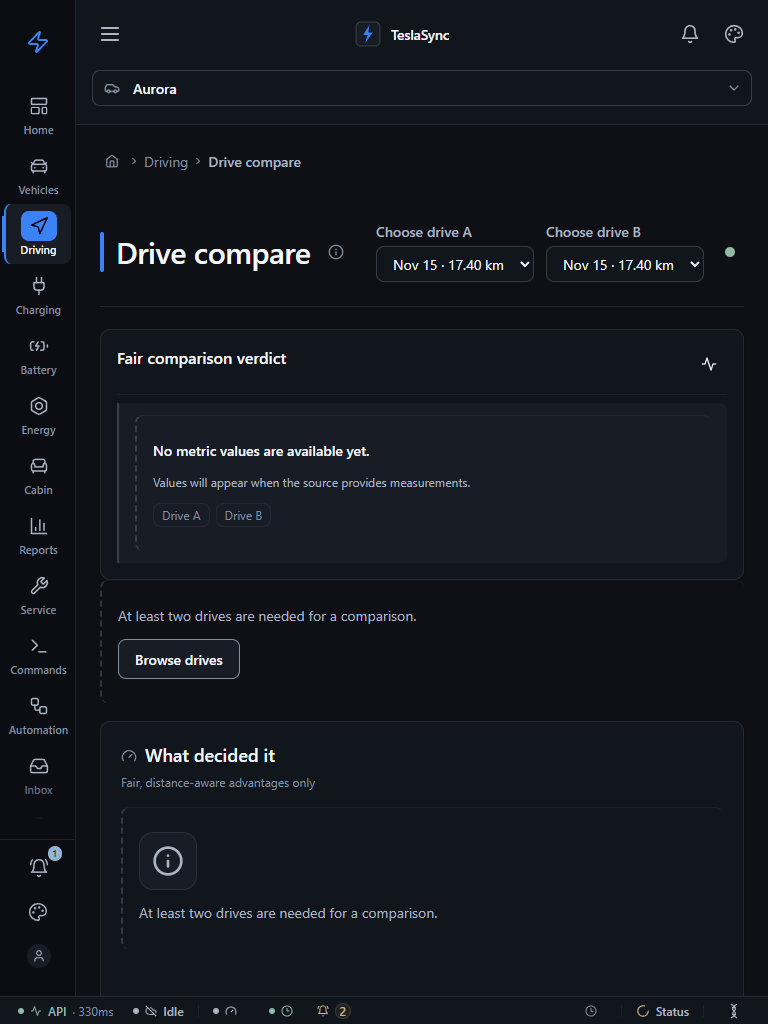 TeslaSync
Aurora
Home
Vehicles
Driving
Charging
Battery
Energy
Cabin
Reports
Service
Commands
Automation
Inbox
1
Driving > Drive compare
Drive compare
Choose drive A
Nov 15 · 17.40 km
Choose drive B
Nov 15 · 17.40 km
Fair comparison verdict
No metric values are available yet.
Values will appear when the source provides measurements.
Drive A
Drive B
At least two drives are needed for a comparison.
Browse drives
What decided it
Fair, distance-aware advantages only
At least two drives are needed for a comparison.
API · 330ms
Idle
2
Status